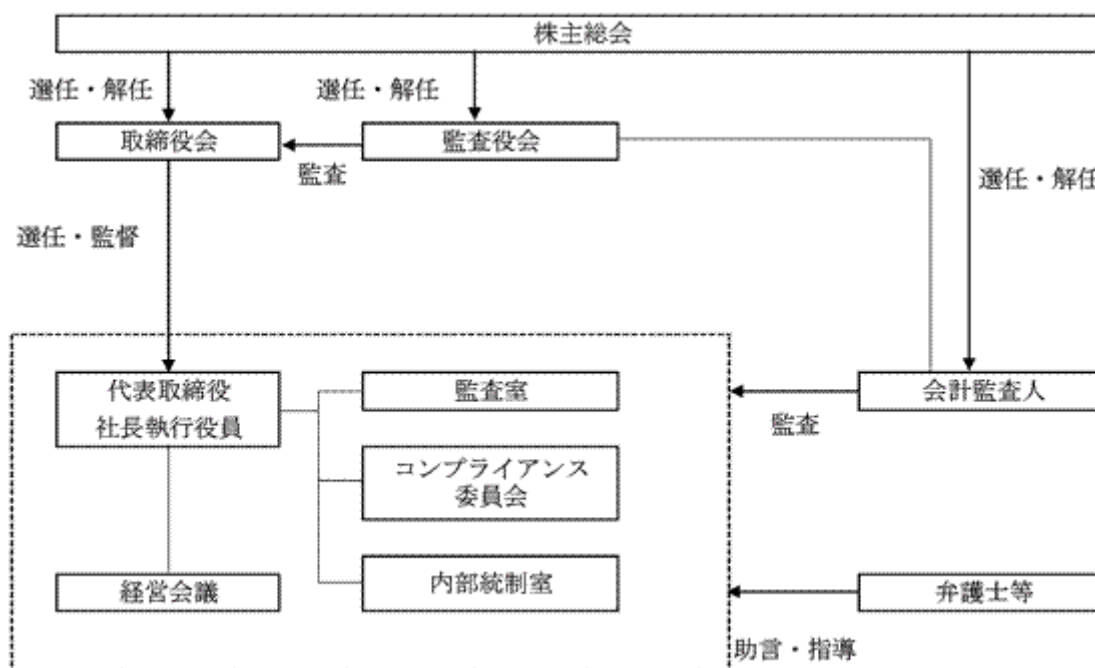 株主総会
選任・解任
選任・解任
取締役会
監査役会
監査
選任・解任
選任・監督
代表取締役
社長執行役員
監査室
会計監査人
監査
コンプライアンス
委員会
経営会議
内部統制室
弁護士等
助言・指導